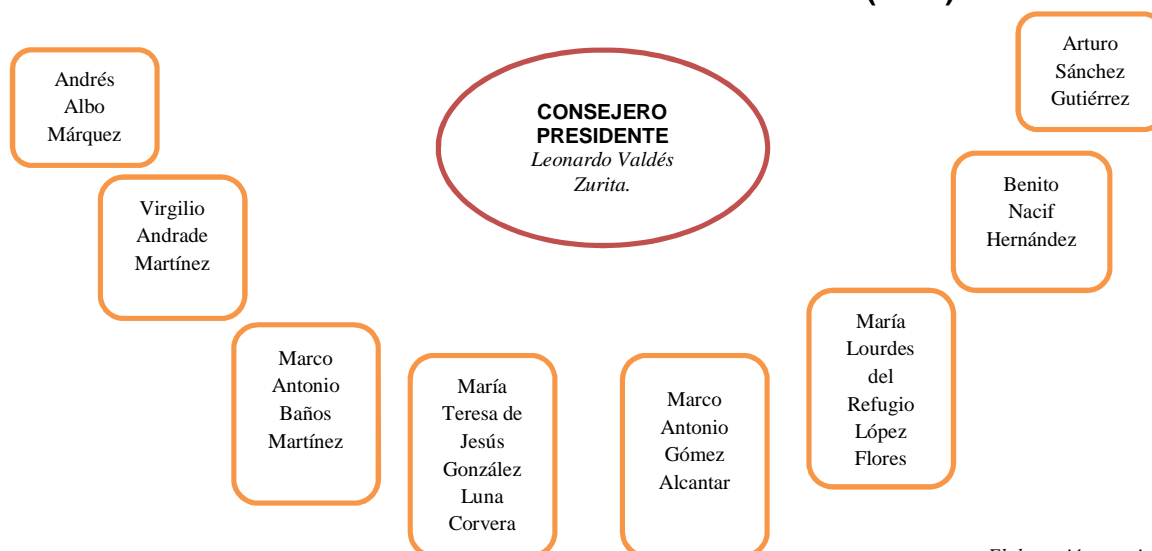 Andrés
Albo
Márquez
Virgilio
Andrade
Martínez
Marco
Antonio
Baños
Martínez
María
Teresa de
Jesús
González
Luna
Corvera
CONSEJERO
PRESIDENTE
Leonardo Valdés
Zurita.
Marco
Antonio
Gómez
Alcantar
María
Lourdes
del
Refugio
López
Flores
Benito
Nacif
Hernández
Arturo
Sánchez
Gutiérrez